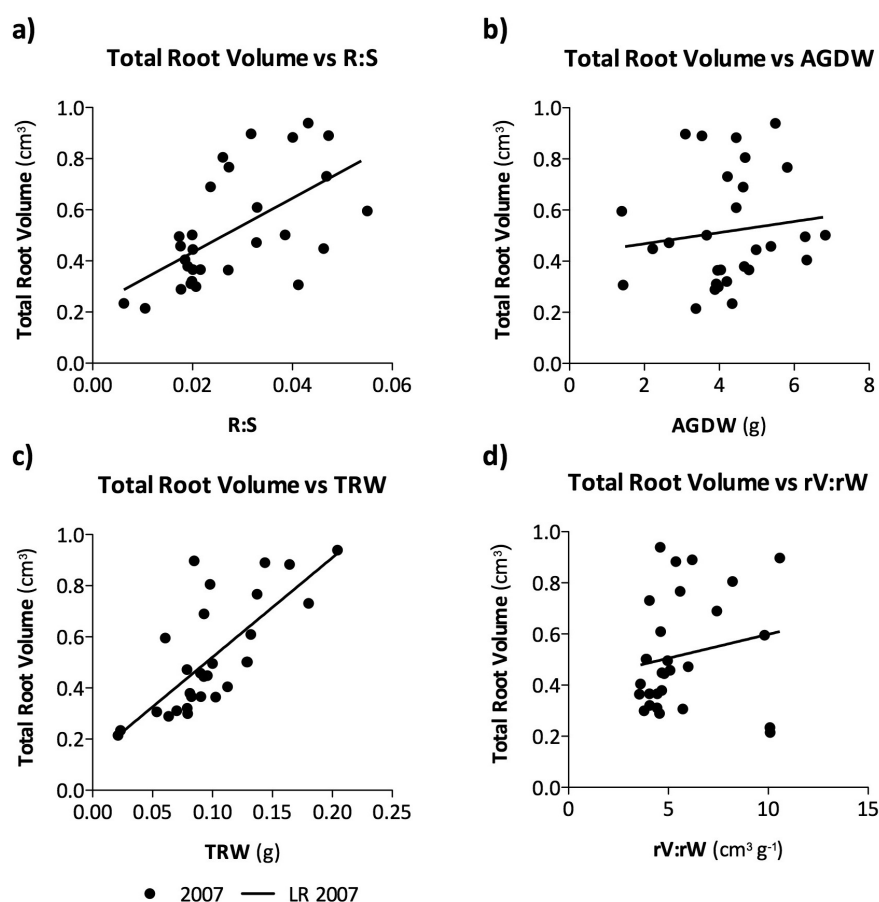 a)
Total Root Volume vs R:S
Total Root Volume (cm³)
1.0
0.8
0.6
0.4
0.2
0.0
0.00 0.02 0.04 0.06
R:S
b)
Total Root Volume vs AGDW
Total Root Volume (cm³)
1.0
0.8
0.6
0.4
0.2
0.0
0 2 4 6 8
AGDW (g)
c)
Total Root Volume vs TRW
Total Root Volume (cm³)
1.0
0.8
0.6
0.4
0.2
0.0
0.00 0.05 0.10 0.15 0.20 0.25
TRW (g)
d)
Total Root Volume vs rV:rW
Total Root Volume (cm³)
1.0
0.8
0.6
0.4
0.2
0.0
0 5 10 15
rV:rW (cm³ g⁻¹)
2007 LR 2007